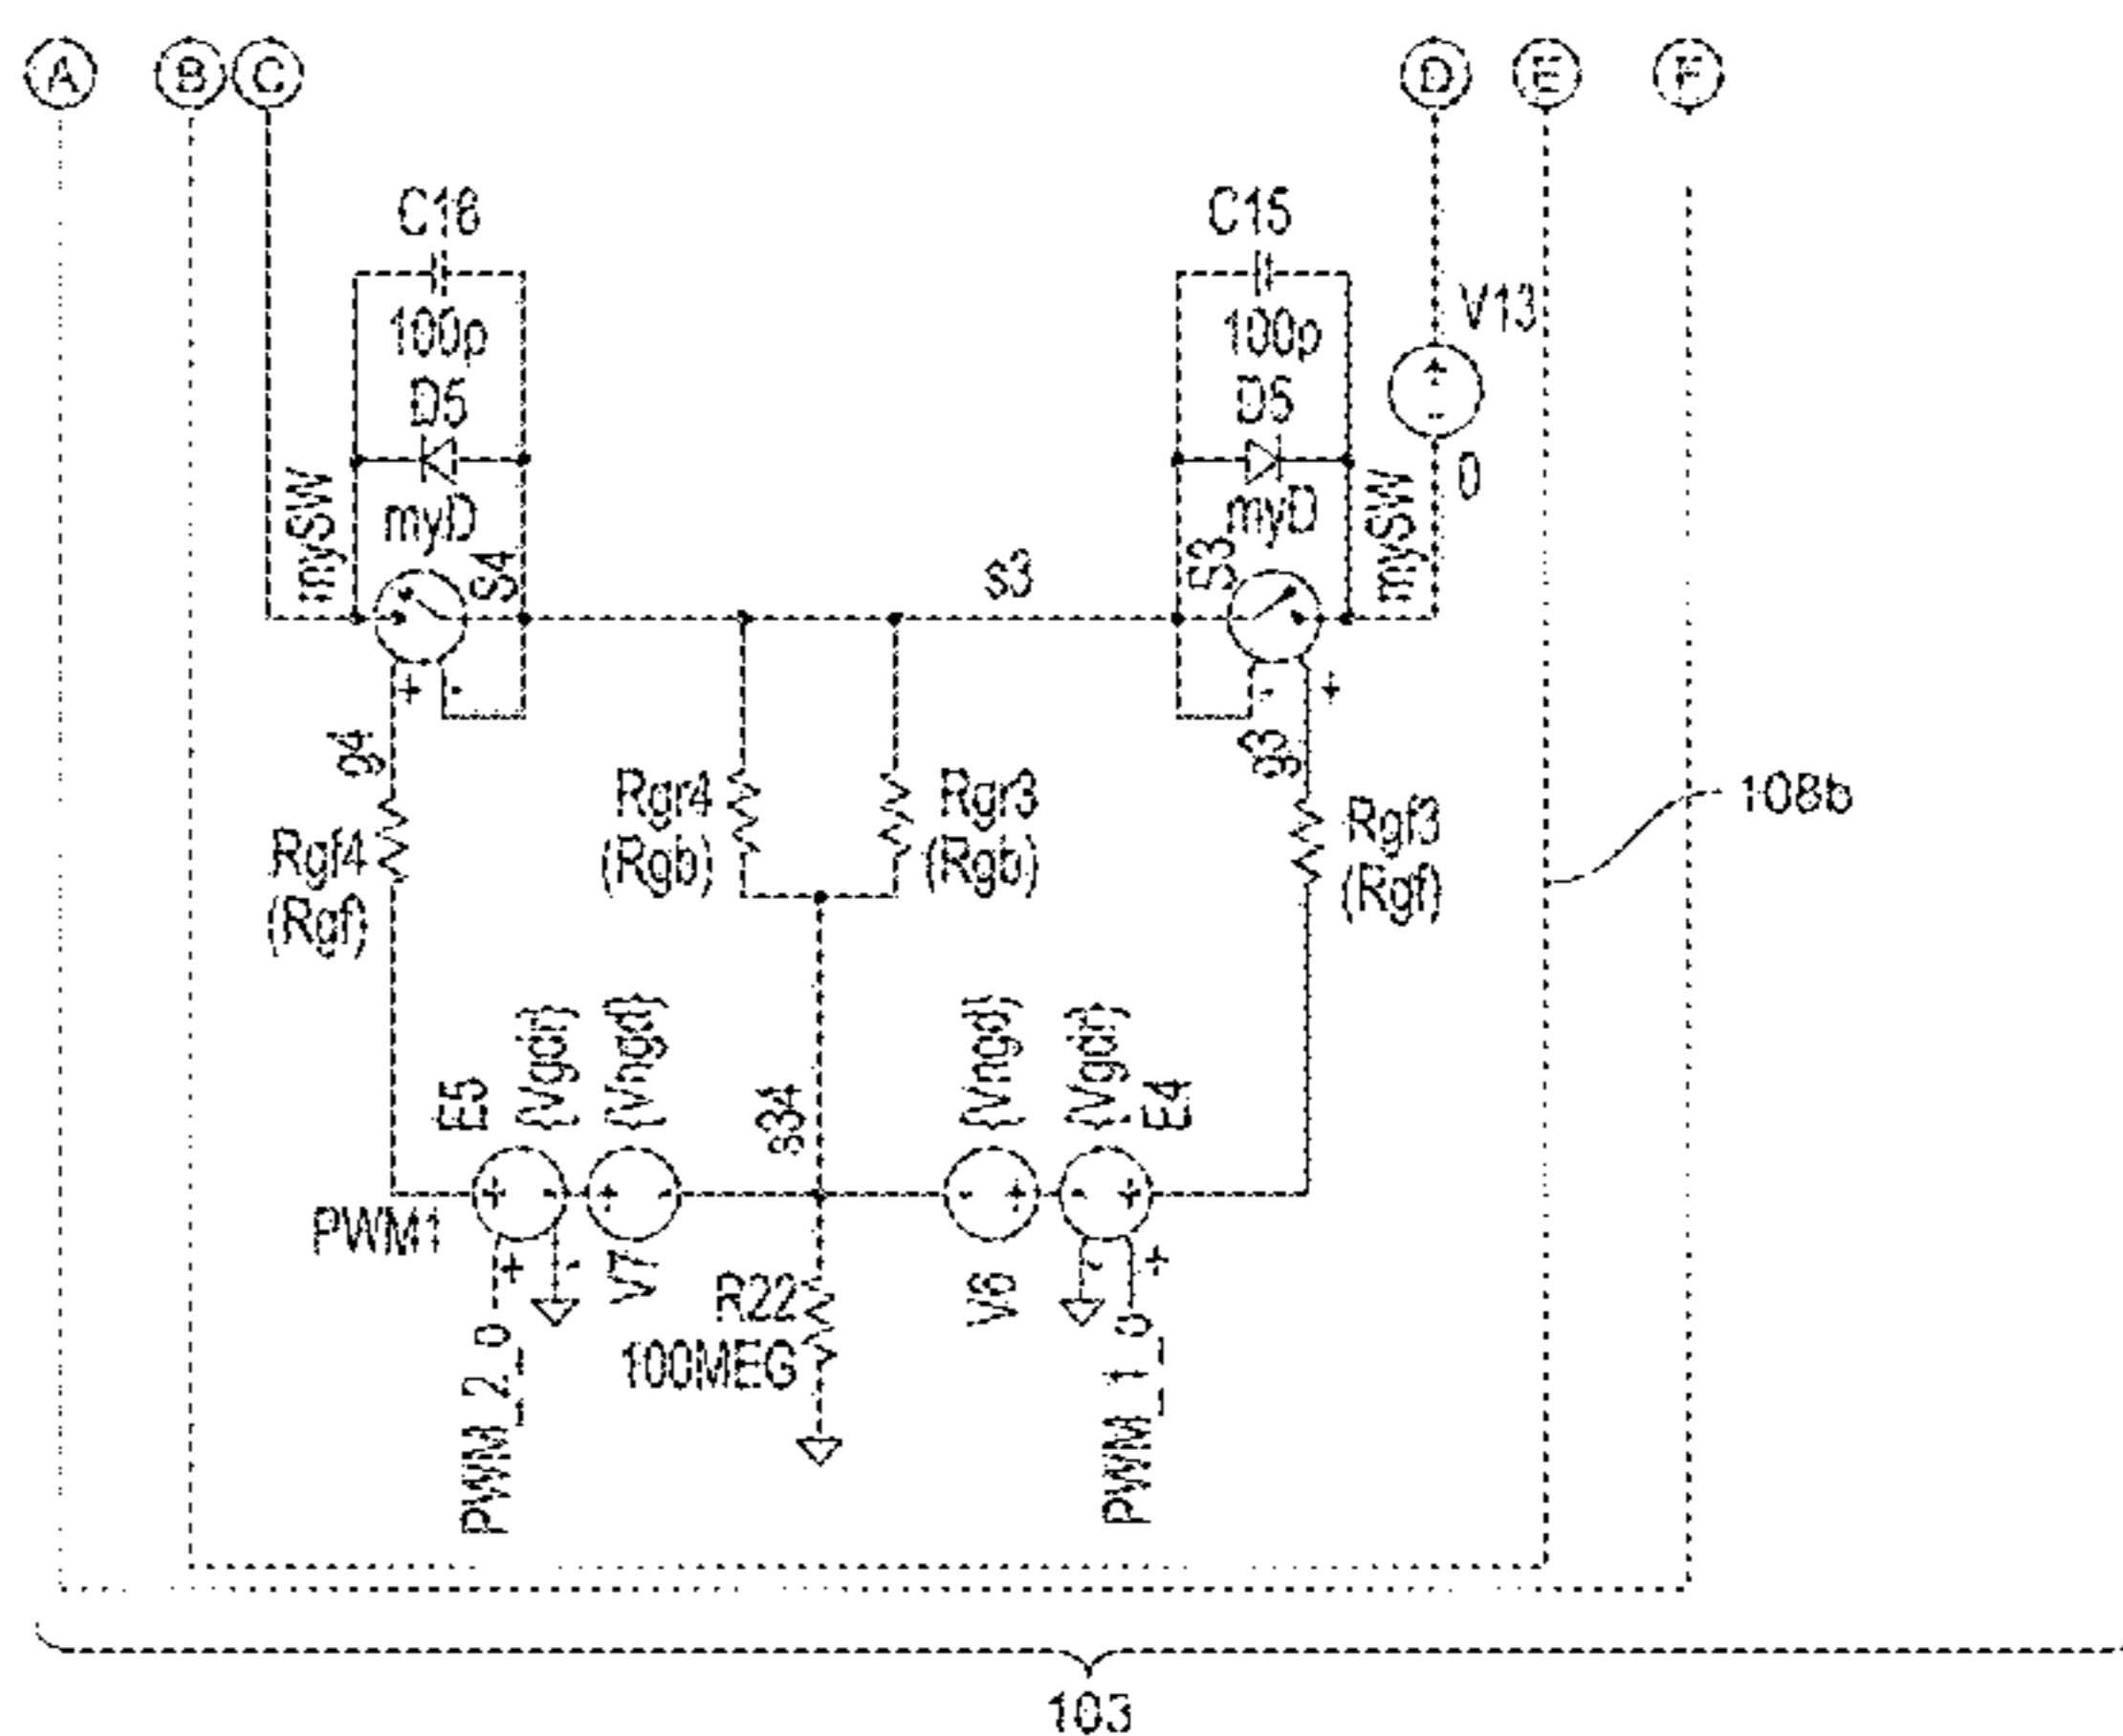 A B C D E F
C16 C15
100p 100p
V13
D5 D6
0
myD myD
mySW S4 s3 S3 mySW
+ - - +
g4 g3
Rgf4
(Rgf)
Rgr4
(Rgb)
Rgr3
(Rgb)
Rgf3
(Rgf)
108b
E5 {Vgdr} {Vngd} s34 {Vngd} {Vgdr} E4
+ - + - - + - +
PWM1
+ - V7 V6 - +
R22
100MEG
PWM_2_o PWM_1_o
103